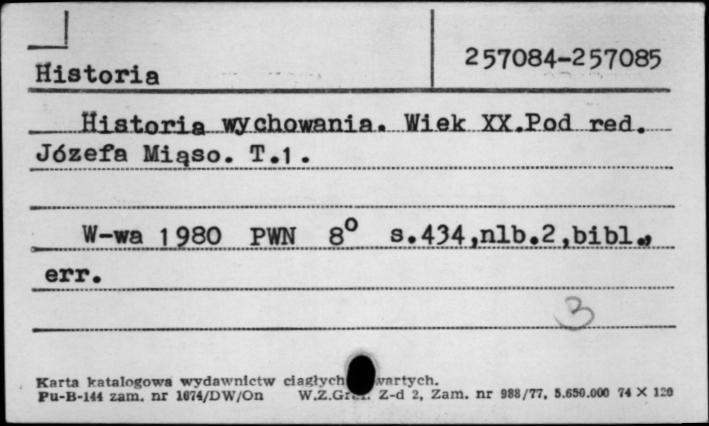 Historia
257084-257085
Historia wychowania. Wiek XX.Pod red.
Józefa Miąso. T.1.
W-wa 1980 PWN 8° s.434,nlb.2,bibl.,
err.
3
Karta katalogowa wydawnictw ciągłych
Pu-B-144 zam. nr 1674/DW/On W.Z.Graf. Z-d 2, Zam. nr 988/77, 5.650.000 74 X 120